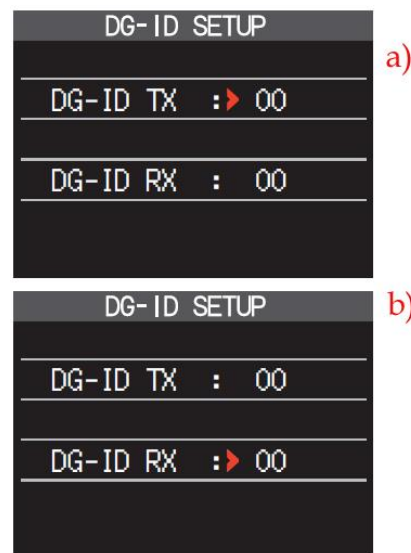 DG-ID SETUP
a)
DG-ID TX : 00
DG-ID RX : 00
DG-ID SETUP
b)
DG-ID TX : 00
DG-ID RX : 00